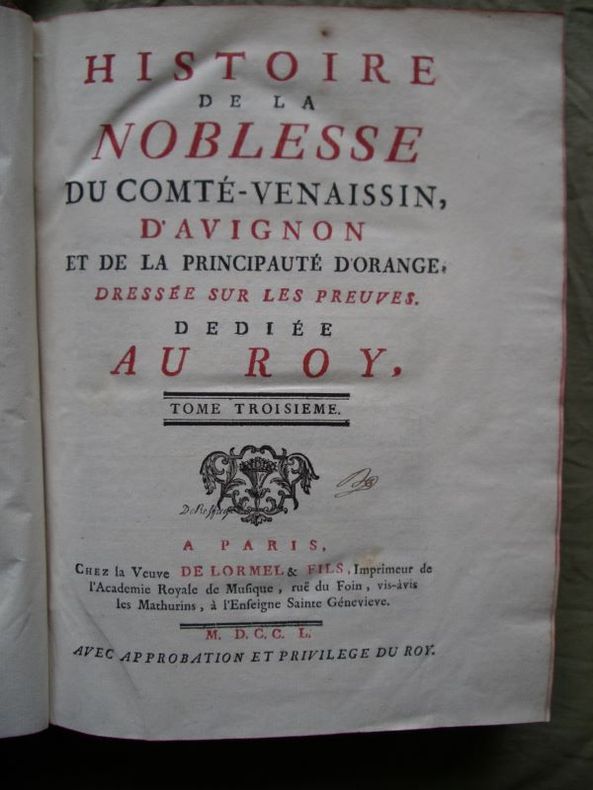 HISTOIRE
DE LA
NOBLESSE
DU COMTÉ-VENAISSIN,
D'AVIGNON
ET DE LA PRINCIPAUTÉ D'ORANGE,
DRESSÉE SUR LES PREUVES.
DEDIÉE
AU ROY,
TOME TROISIEME.
A PARIS,
CHEZ la Veuve DE LORMEL & FILS, Imprimeur de
l'Academie Royale de Muſique, ruë du Foin, vis-àvis
les Mathurins, à l'Enſeigne Sainte Génevieve.
M. D. C. C. L.
AVEC APPROBATION ET PRIVILEGE DU ROY.